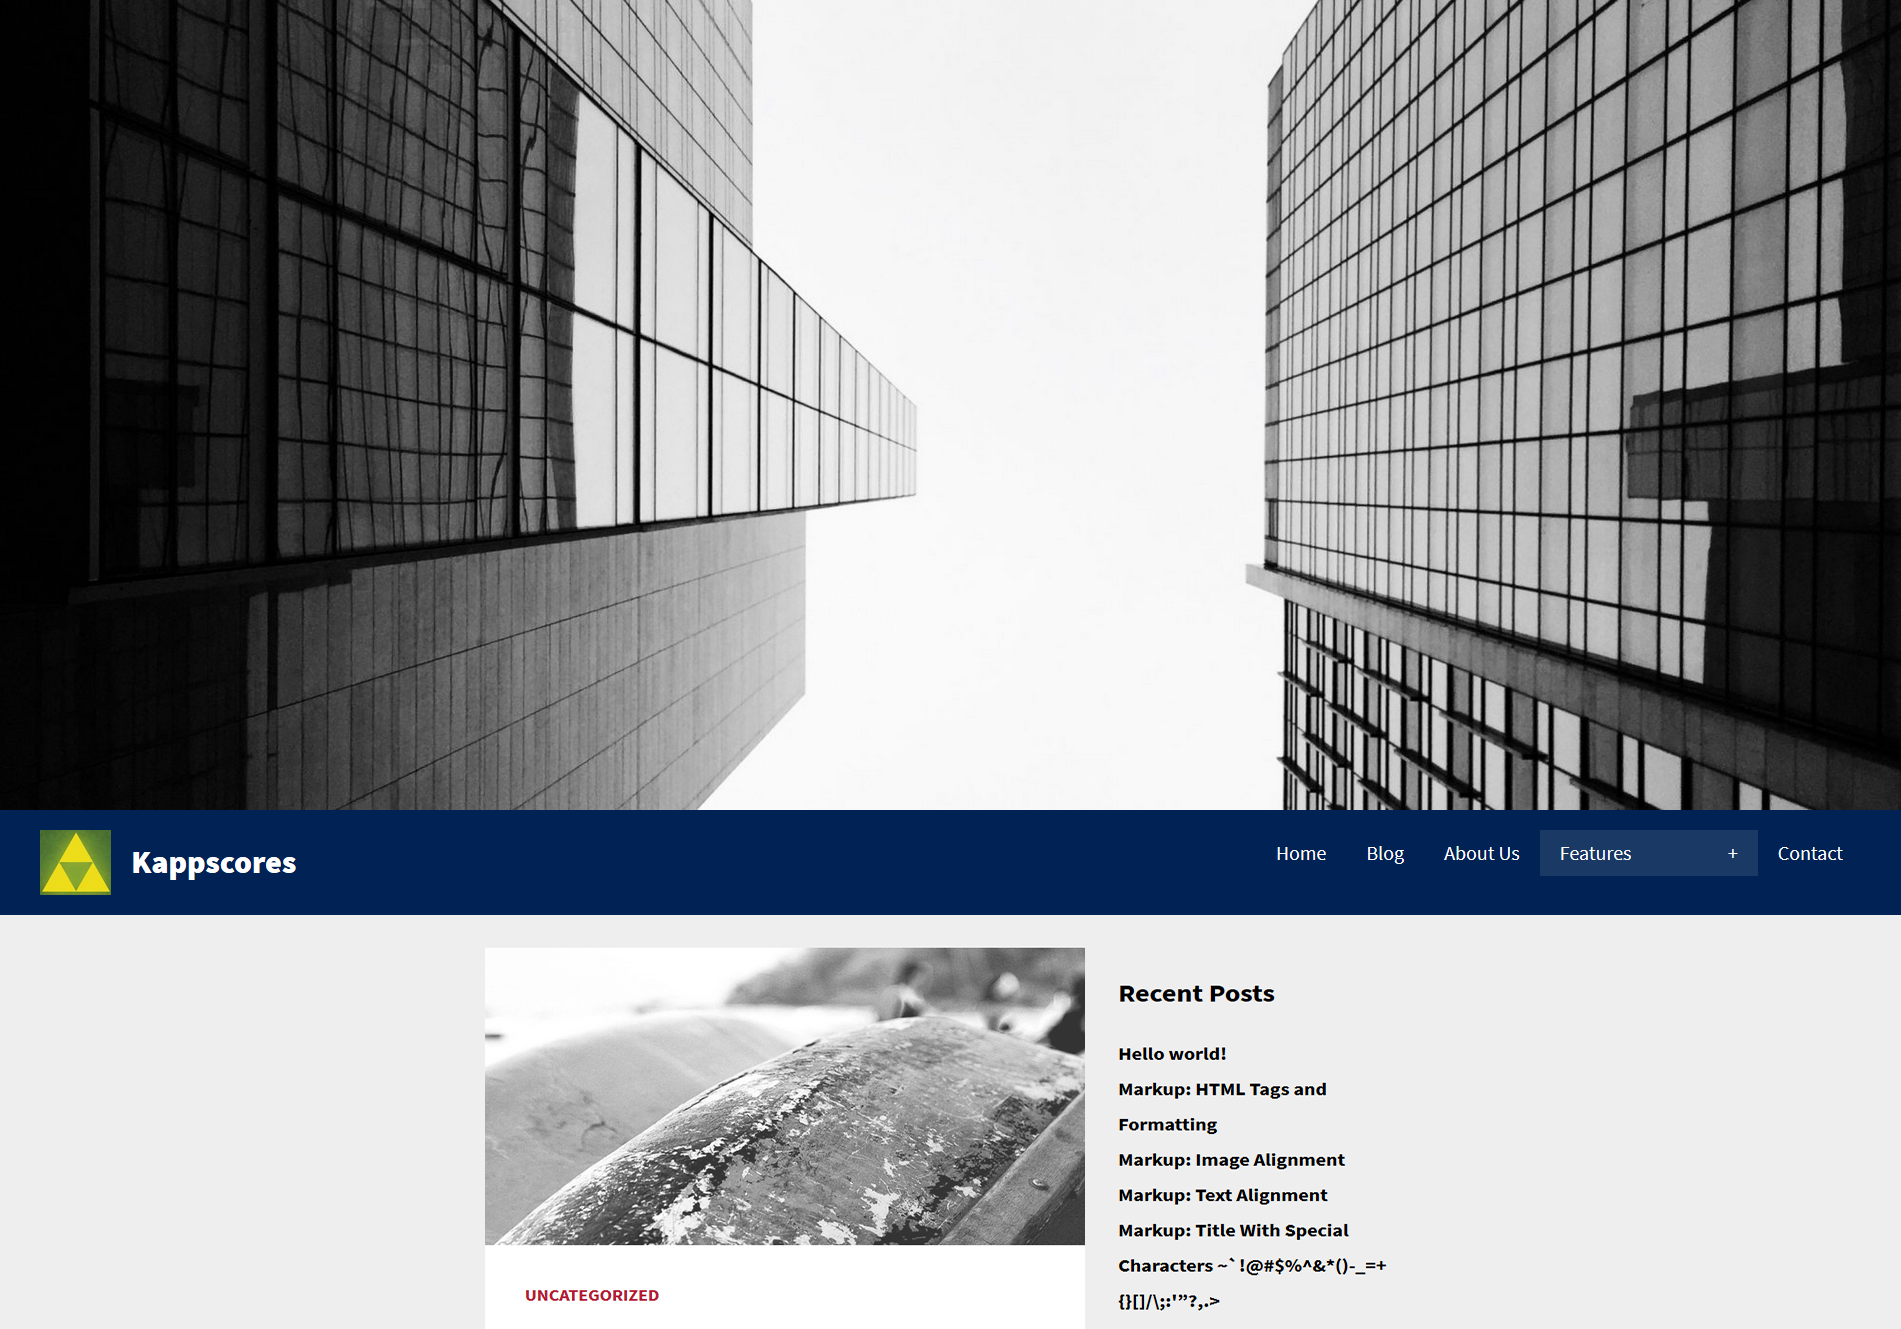 Kappscores
Home Blog About Us Features + Contact
Recent Posts
Hello world!
Markup: HTML Tags and
Formatting
Markup: Image Alignment
Markup: Text Alignment
Markup: Title With Special
Characters ~`!@#$%^&*()-_=+
{}[]/\;:'”?,.>
UNCATEGORIZED